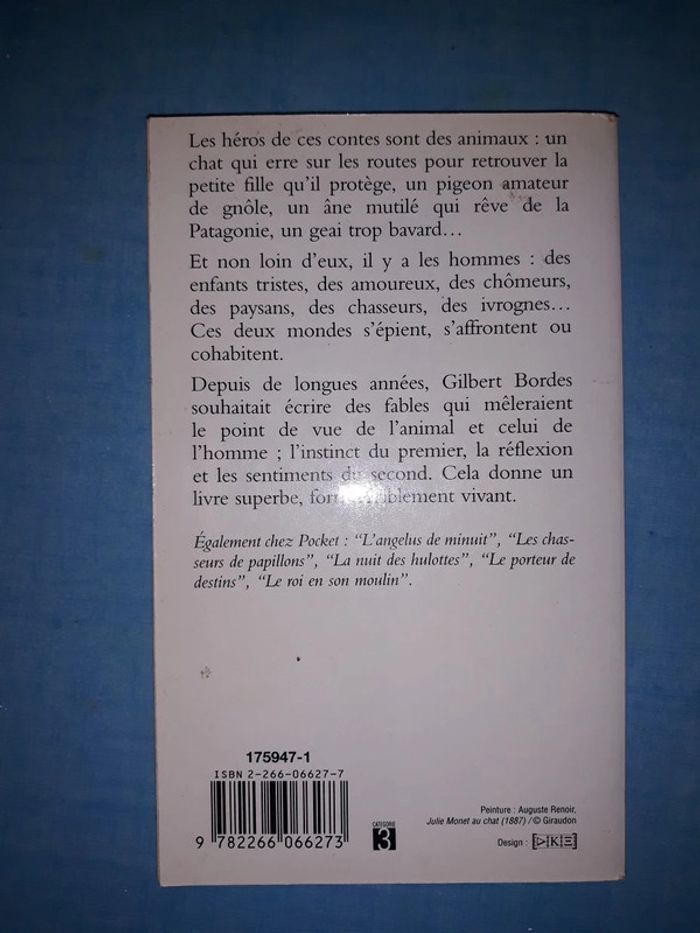 Les héros de ces contes sont des animaux : un
chat qui erre sur les routes pour retrouver la
petite fille qu'il protège, un pigeon amateur
de gnôle, un âne mutilé qui rêve de la
Patagonie, un geai trop bavard…
Et non loin d'eux, il y a les hommes : des
enfants tristes, des amoureux, des chômeurs,
des paysans, des chasseurs, des ivrognes…
Ces deux mondes s'épient, s'affrontent ou
cohabitent.
Depuis de longues années, Gilbert Bordes
souhaitait écrire des fables qui mêleraient
le point de vue de l'animal et celui de
l'homme ; l'instinct du premier, la réflexion
et les sentiments du second. Cela donne un
livre superbe, vivant.
Également chez Pocket : "L'angelus de minuit", "Les chas-
seurs de papillons", "La nuit des hulottes", "Le porteur de
destins", "Le roi en son moulin".
175947-1
ISBN 2-266-06627-7
9 782266 066273
CATÉGORIE
3
Peinture : Auguste Renoir,
Julie Monet au chat (1887) / © Giraudon
Design :